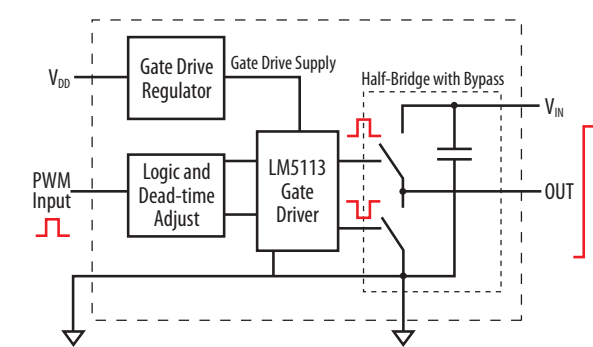 Gate Drive Supply
Half-Bridge with Bypass
V_DD
Gate Drive
Regulator
V_IN
LM5113
Gate
Driver
Logic and
Dead-time
Adjust
PWM
Input
OUT